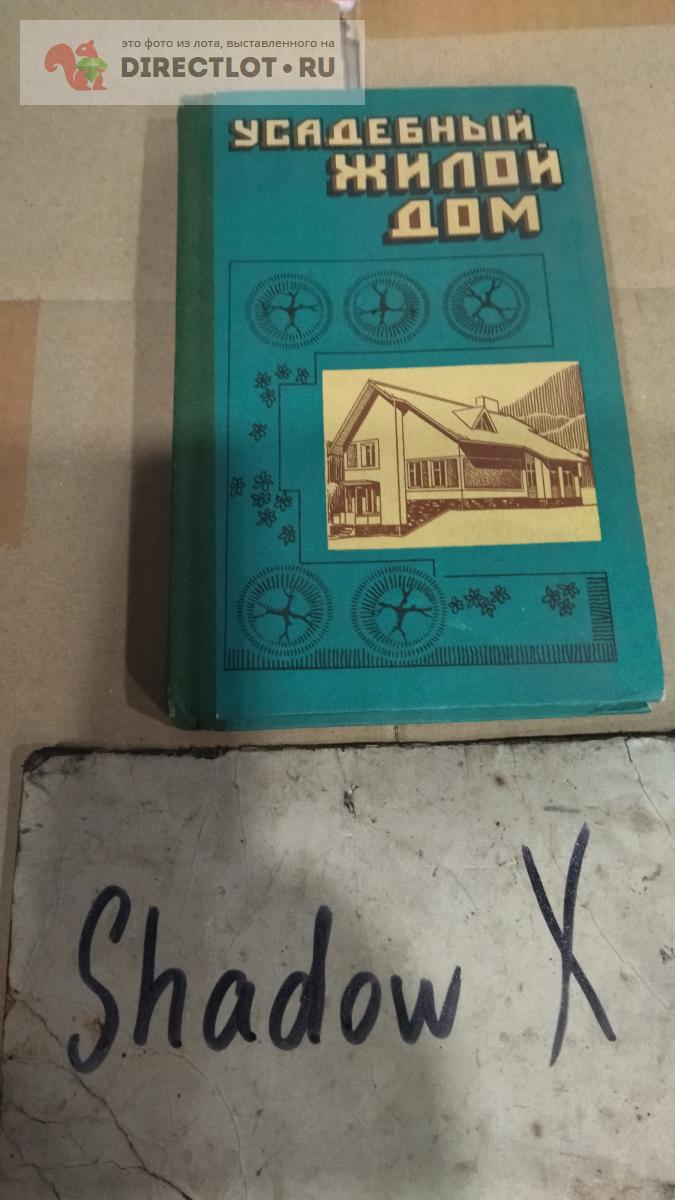 это фото из лота, выставленного на
DIRECTLOT•RU
УСАДЕБНЫЙ
ЖИЛОЙ
ДОМ
Shadow X